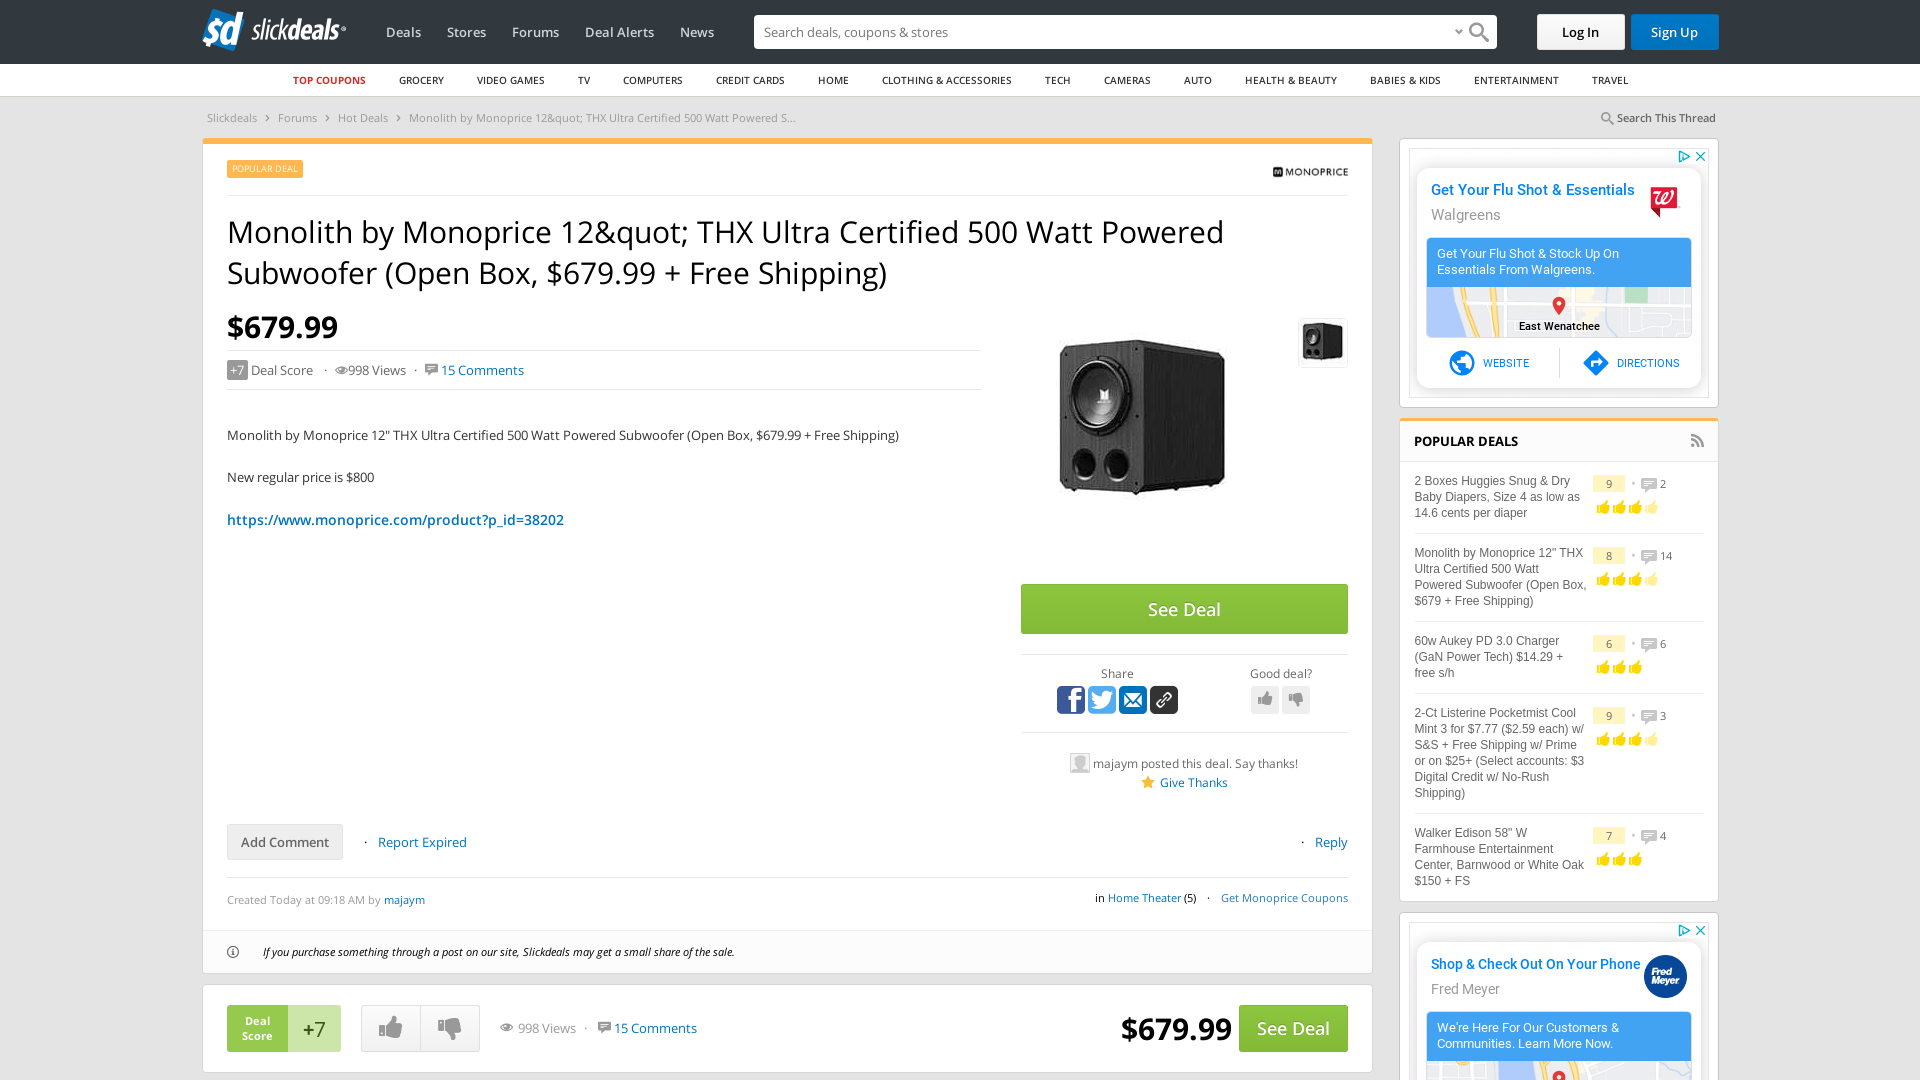 slickdeals
Deals
Stores
Forums
Deal Alerts
News
Search deals, coupons & stores
Log In
Sign Up
TOP COUPONS
GROCERY
VIDEO GAMES
TV
COMPUTERS
CREDIT CARDS
HOME
CLOTHING & ACCESSORIES
TECH
CAMERAS
AUTO
HEALTH & BEAUTY
BABIES & KIDS
ENTERTAINMENT
TRAVEL
Slickdeals › Forums › Hot Deals › Monolith by Monoprice 12&quot; THX Ultra Certified 500 Watt Powered S...
Search This Thread
POPULAR DEAL
MONOPRICE
Monolith by Monoprice 12&quot; THX Ultra Certified 500 Watt Powered
Subwoofer (Open Box, $679.99 + Free Shipping)
$679.99
+7 Deal Score · 998 Views · 15 Comments
Monolith by Monoprice 12" THX Ultra Certified 500 Watt Powered Subwoofer (Open Box, $679.99 + Free Shipping)
New regular price is $800
https://www.monoprice.com/product?p_id=38202
See Deal
Share
Good deal?
majaym posted this deal. Say thanks!
Give Thanks
Add Comment
· Report Expired
· Reply
Created Today at 09:18 AM by majaym
in Home Theater (5) · Get Monoprice Coupons
If you purchase something through a post on our site, Slickdeals may get a small share of the sale.
Deal
Score
+7
998 Views · 15 Comments
$679.99
See Deal
Get Your Flu Shot & Essentials
Walgreens
Get Your Flu Shot & Stock Up On
Essentials From Walgreens.
East Wenatchee
WEBSITE
DIRECTIONS
POPULAR DEALS
2 Boxes Huggies Snug & Dry
Baby Diapers, Size 4 as low as
14.6 cents per diaper
9 • 2
Monolith by Monoprice 12" THX
Ultra Certified 500 Watt
Powered Subwoofer (Open Box,
$679 + Free Shipping)
8 • 14
60w Aukey PD 3.0 Charger
(GaN Power Tech) $14.29 +
free s/h
6 • 6
2-Ct Listerine Pocketmist Cool
Mint 3 for $7.77 ($2.59 each) w/
S&S + Free Shipping w/ Prime
or on $25+ (Select accounts: $3
Digital Credit w/ No-Rush
Shipping)
9 • 3
Walker Edison 58" W
Farmhouse Entertainment
Center, Barnwood or White Oak
$150 + FS
7 • 4
Shop & Check Out On Your Phone
Fred Meyer
Fred
Meyer
We're Here For Our Customers &
Communities. Learn More Now.